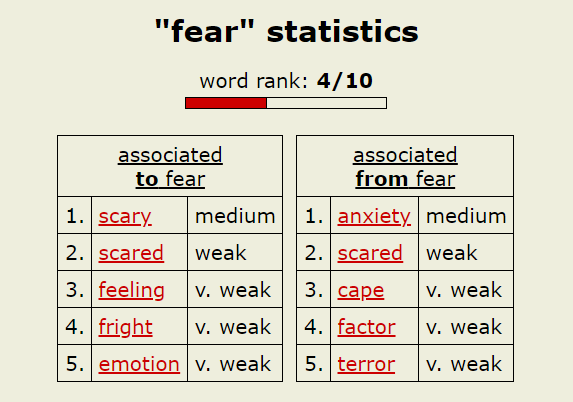 "fear" statistics
word rank: 4/10
associated
to fear
1. scary medium
2. scared weak
3. feeling v. weak
4. fright v. weak
5. emotion v. weak
associated
from fear
1. anxiety medium
2. scared weak
3. cape v. weak
4. factor v. weak
5. terror v. weak